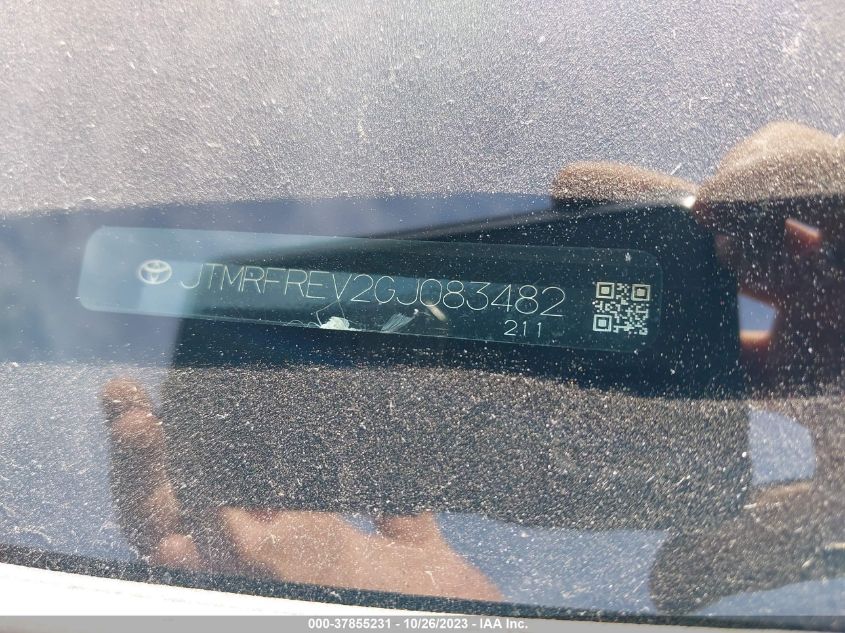 JTMRFREV2GJ083482
211
000-37855231 - 10/26/2023 - IAA Inc.